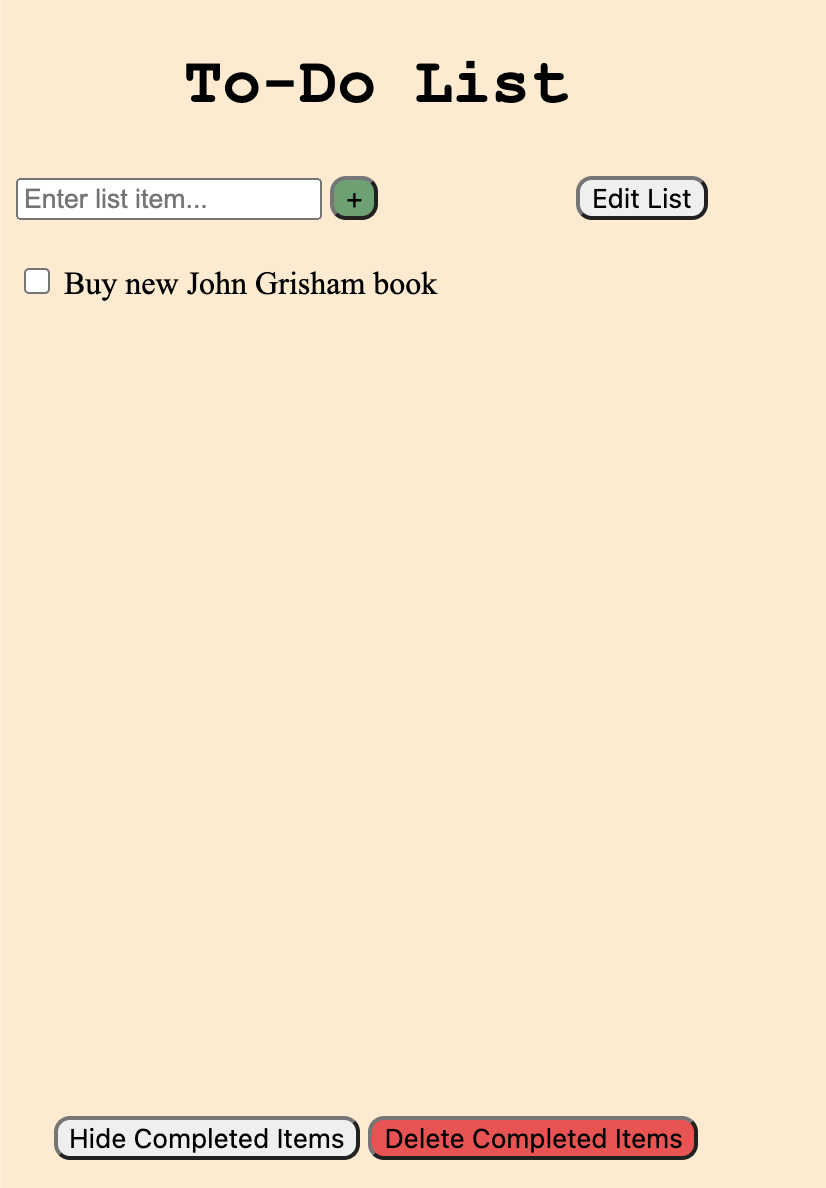 To-Do List
Enter list item... + Edit List
Buy new John Grisham book
Hide Completed Items Delete Completed Items